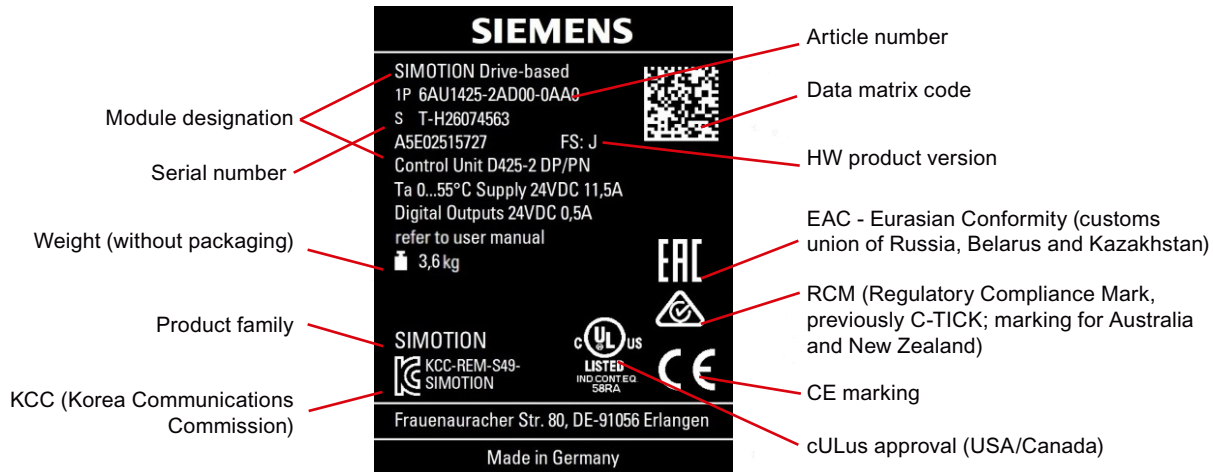 SIEMENS
SIMOTION Drive-based
1P 6AU1425-2AD00-0AA0
S T-H26074563
A5E02515727 FS: J
Control Unit D425-2 DP/PN
Ta 0...55°C Supply 24VDC 11,5A
Digital Outputs 24VDC 0,5A
refer to user manual
3,6 kg
EAC
SIMOTION
KCC-REM-S49-
SIMOTION
c UL US
LISTED
IND.CONT.EQ.
58RA
CE
Frauenauracher Str. 80, DE-91056 Erlangen
Made in Germany
Module designation
Serial number
Weight (without packaging)
Product family
KCC (Korea Communications
Commission)
Article number
Data matrix code
HW product version
EAC - Eurasian Conformity (customs
union of Russia, Belarus and Kazakhstan)
RCM (Regulatory Compliance Mark,
previously C-TICK; marking for Australia
and New Zealand)
CE marking
cULus approval (USA/Canada)